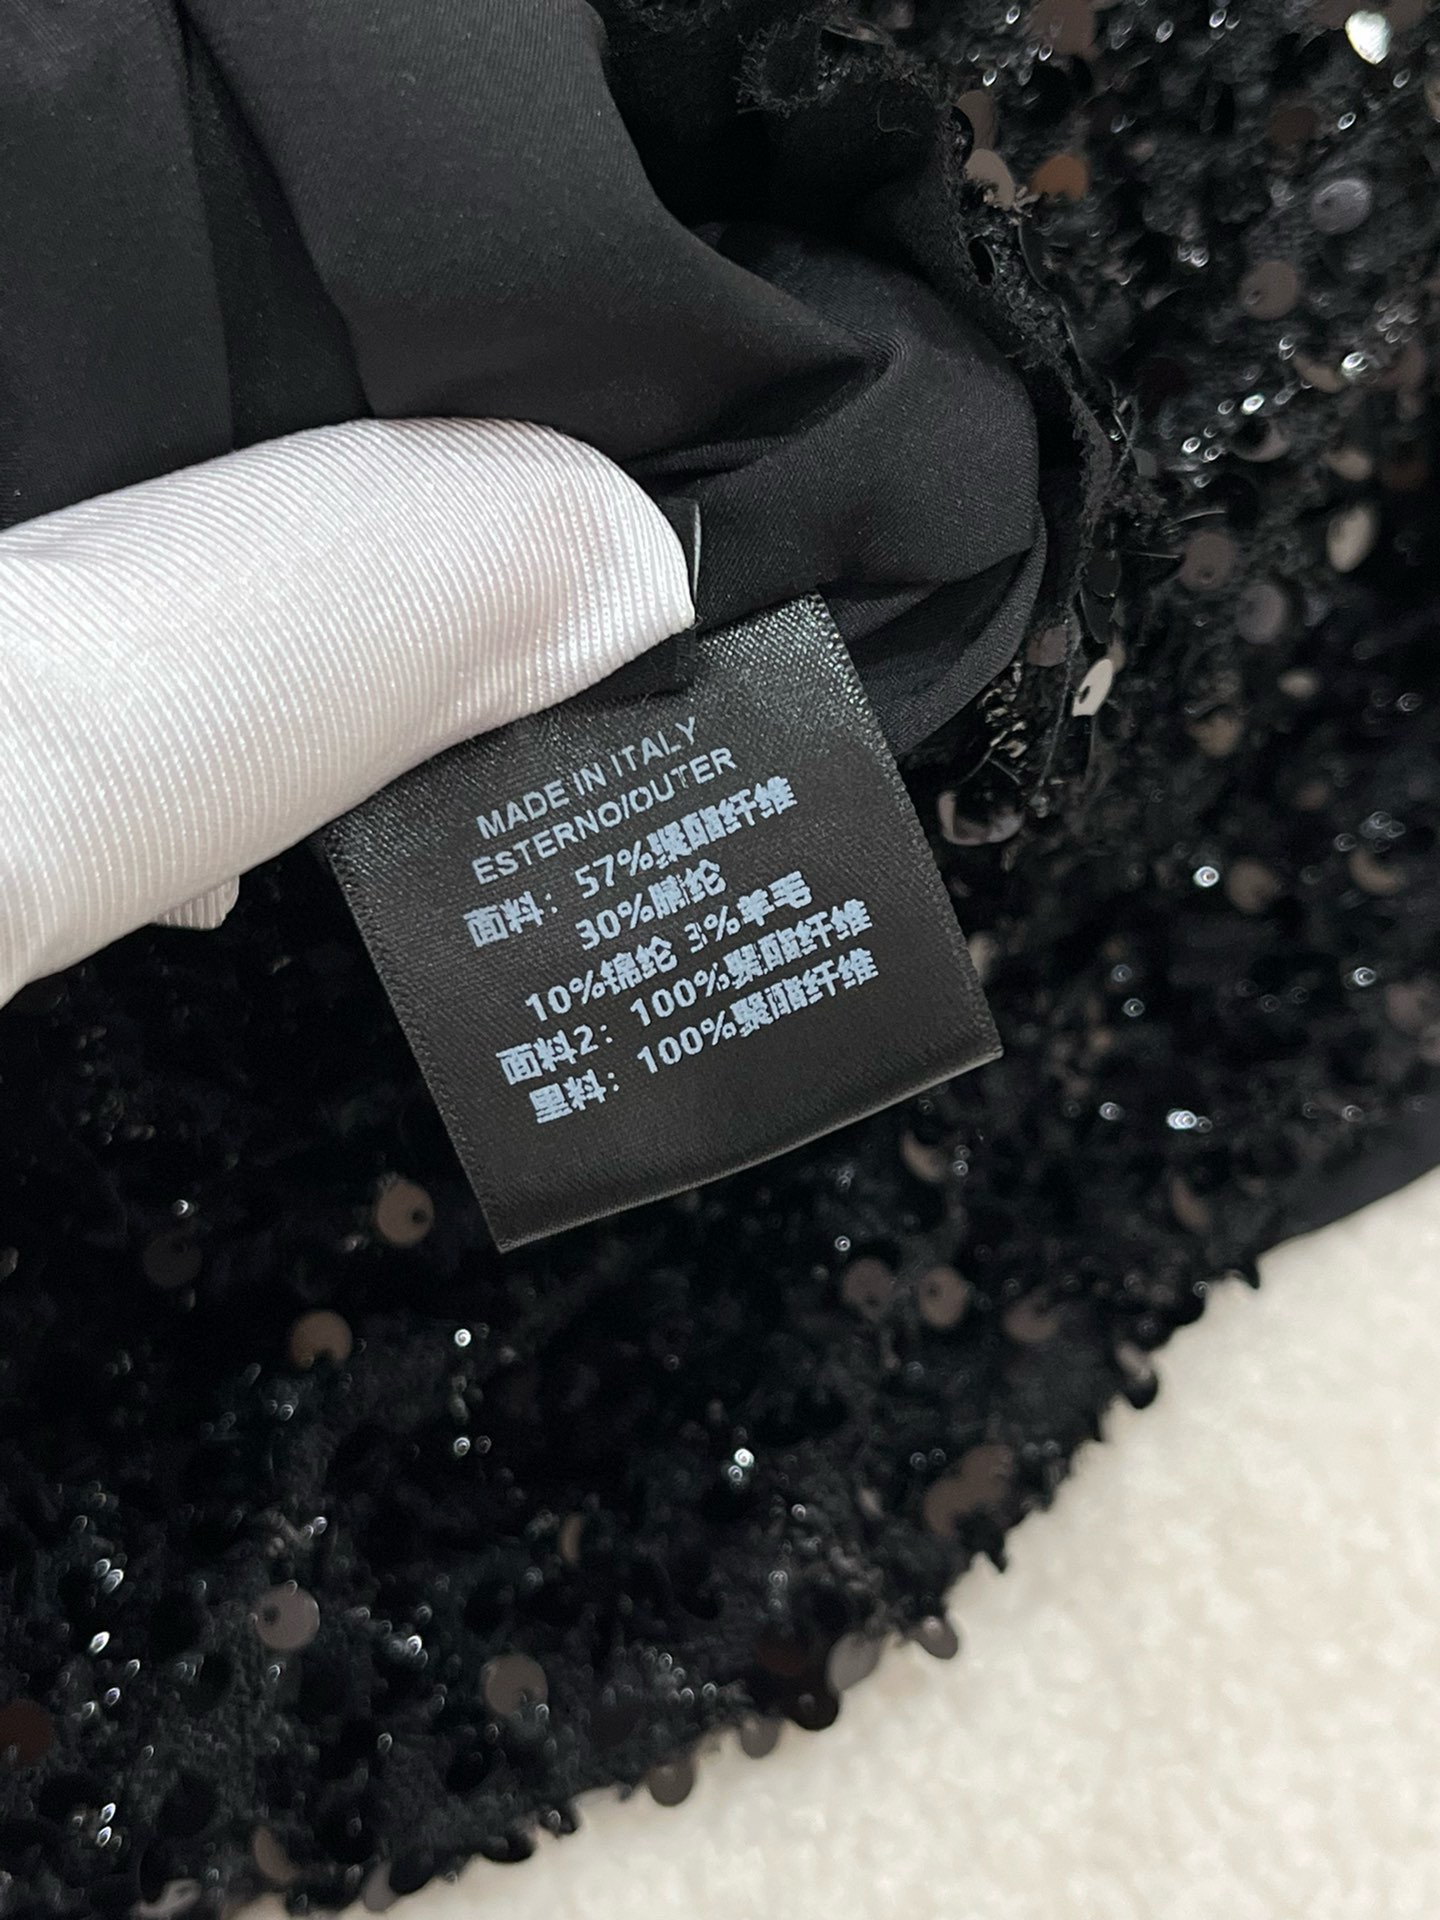 MADE IN ITALY
ESTERNO/OUTER
面料: 57%聚酯纤维
30%腈纶
10%锦纶 3%羊毛
面料2: 100%聚酯纤维
里料: 100%聚酯纤维